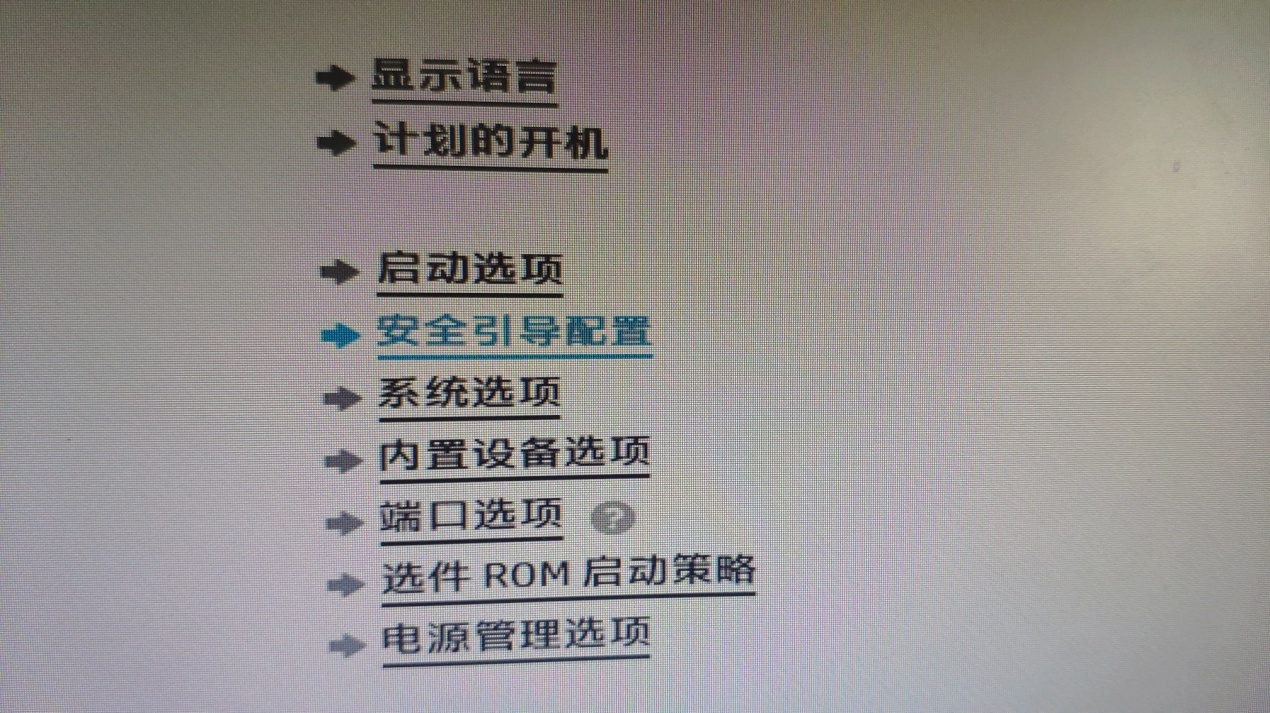 显示语言
计划的开机
启动选项
安全引导配置
系统选项
内置设备选项
端口选项 ?
选件 ROM 启动策略
电源管理选项